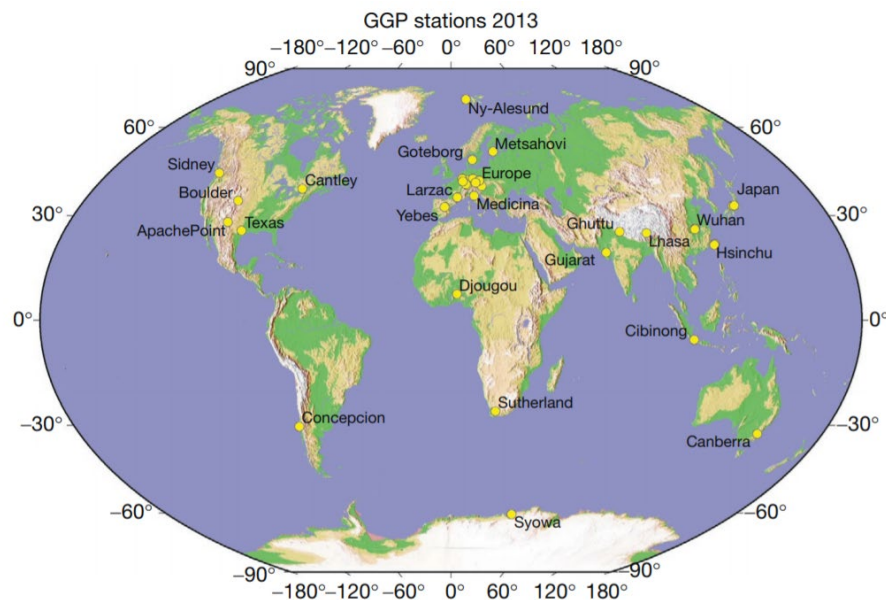 GGP stations 2013
−180° −120° −60° 0° 60° 120° 180°
90° 90°
60° 60°
Ny-Alesund
Goteborg Metsahovi
Sidney Cantley Europe
Boulder Larzac Japan
30° 30°
Yebes Medicina
ApachePoint Texas Ghuttu Wuhan
Lhasa
Gujarat Hsinchu
Djougou
0° 0°
Cibinong
Sutherland
Concepcion
−30° −30°
Canberra
−60° −60°
Syowa
−90° −90°
−180° −120° −60° 0° 60° 120° 180°